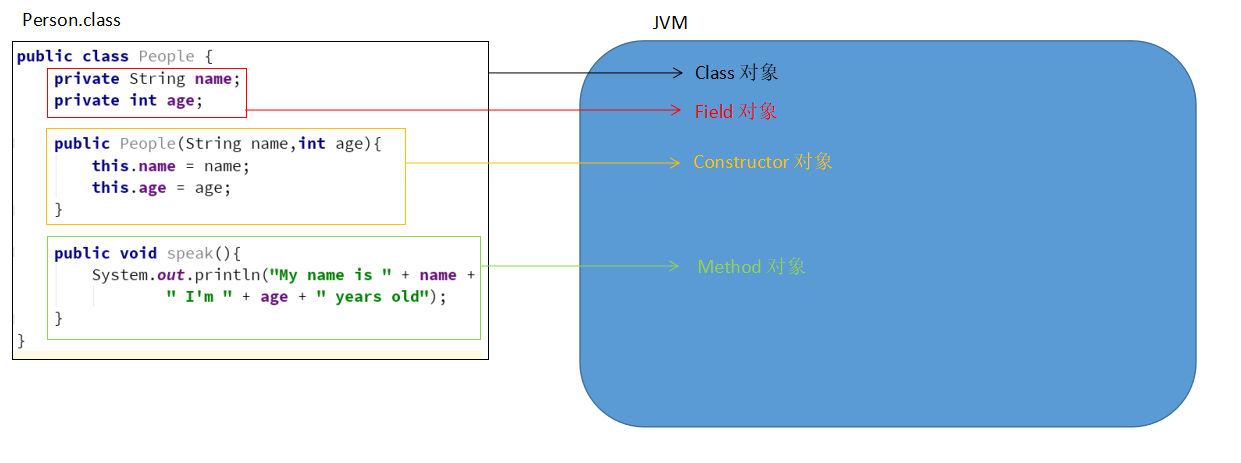 Person.class
JVM
public class People {
private String name;
private int age;
public People(String name,int age){
this.name = name;
this.age = age;
}
public void speak(){
System.out.println("My name is " + name +
" I'm " + age + " years old");
}
}
Class 对象
Field 对象
Constructor 对象
Method 对象